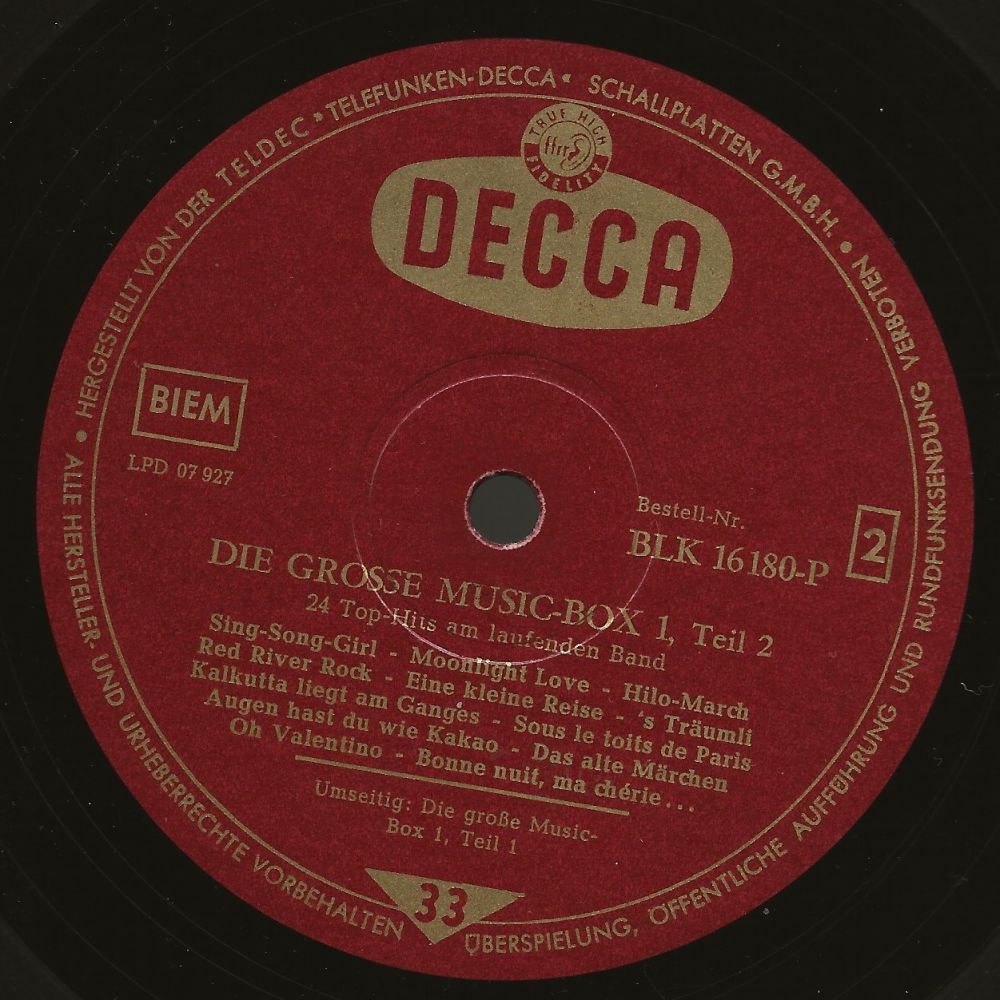 HERGESTELLT VON DER TELDEC • TELEFUNKEN-DECCA • SCHALLPLATTEN G.M.B.H. •
ALLE HERSTELLER- UND URHEBERRECHTE VORBEHALTEN
ÜBERSPIELUNG, ÖFFENTLICHE AUFFÜHRUNG UND RUNDFUNKSENDUNG VERBOTEN •
TRUE HIGH
ffrr
FIDELITY
DECCA
BIEM
LPD 07 927
Bestell-Nr.
BLK 16 180-P
2
DIE GROSSE MUSIC-BOX 1, Teil 2
24 Top-Hits am laufenden Band
Sing-Song-Girl - Moonlight Love - Hilo-March
Red River Rock - Eine kleine Reise - 's Träumli
Kalkutta liegt am Ganges - Sous le toits de Paris
Augen hast du wie Kakao - Das alte Märchen
Oh Valentino - Bonne nuit, ma chérie ...
Umseitig: Die große Music-
Box 1, Teil 1
33